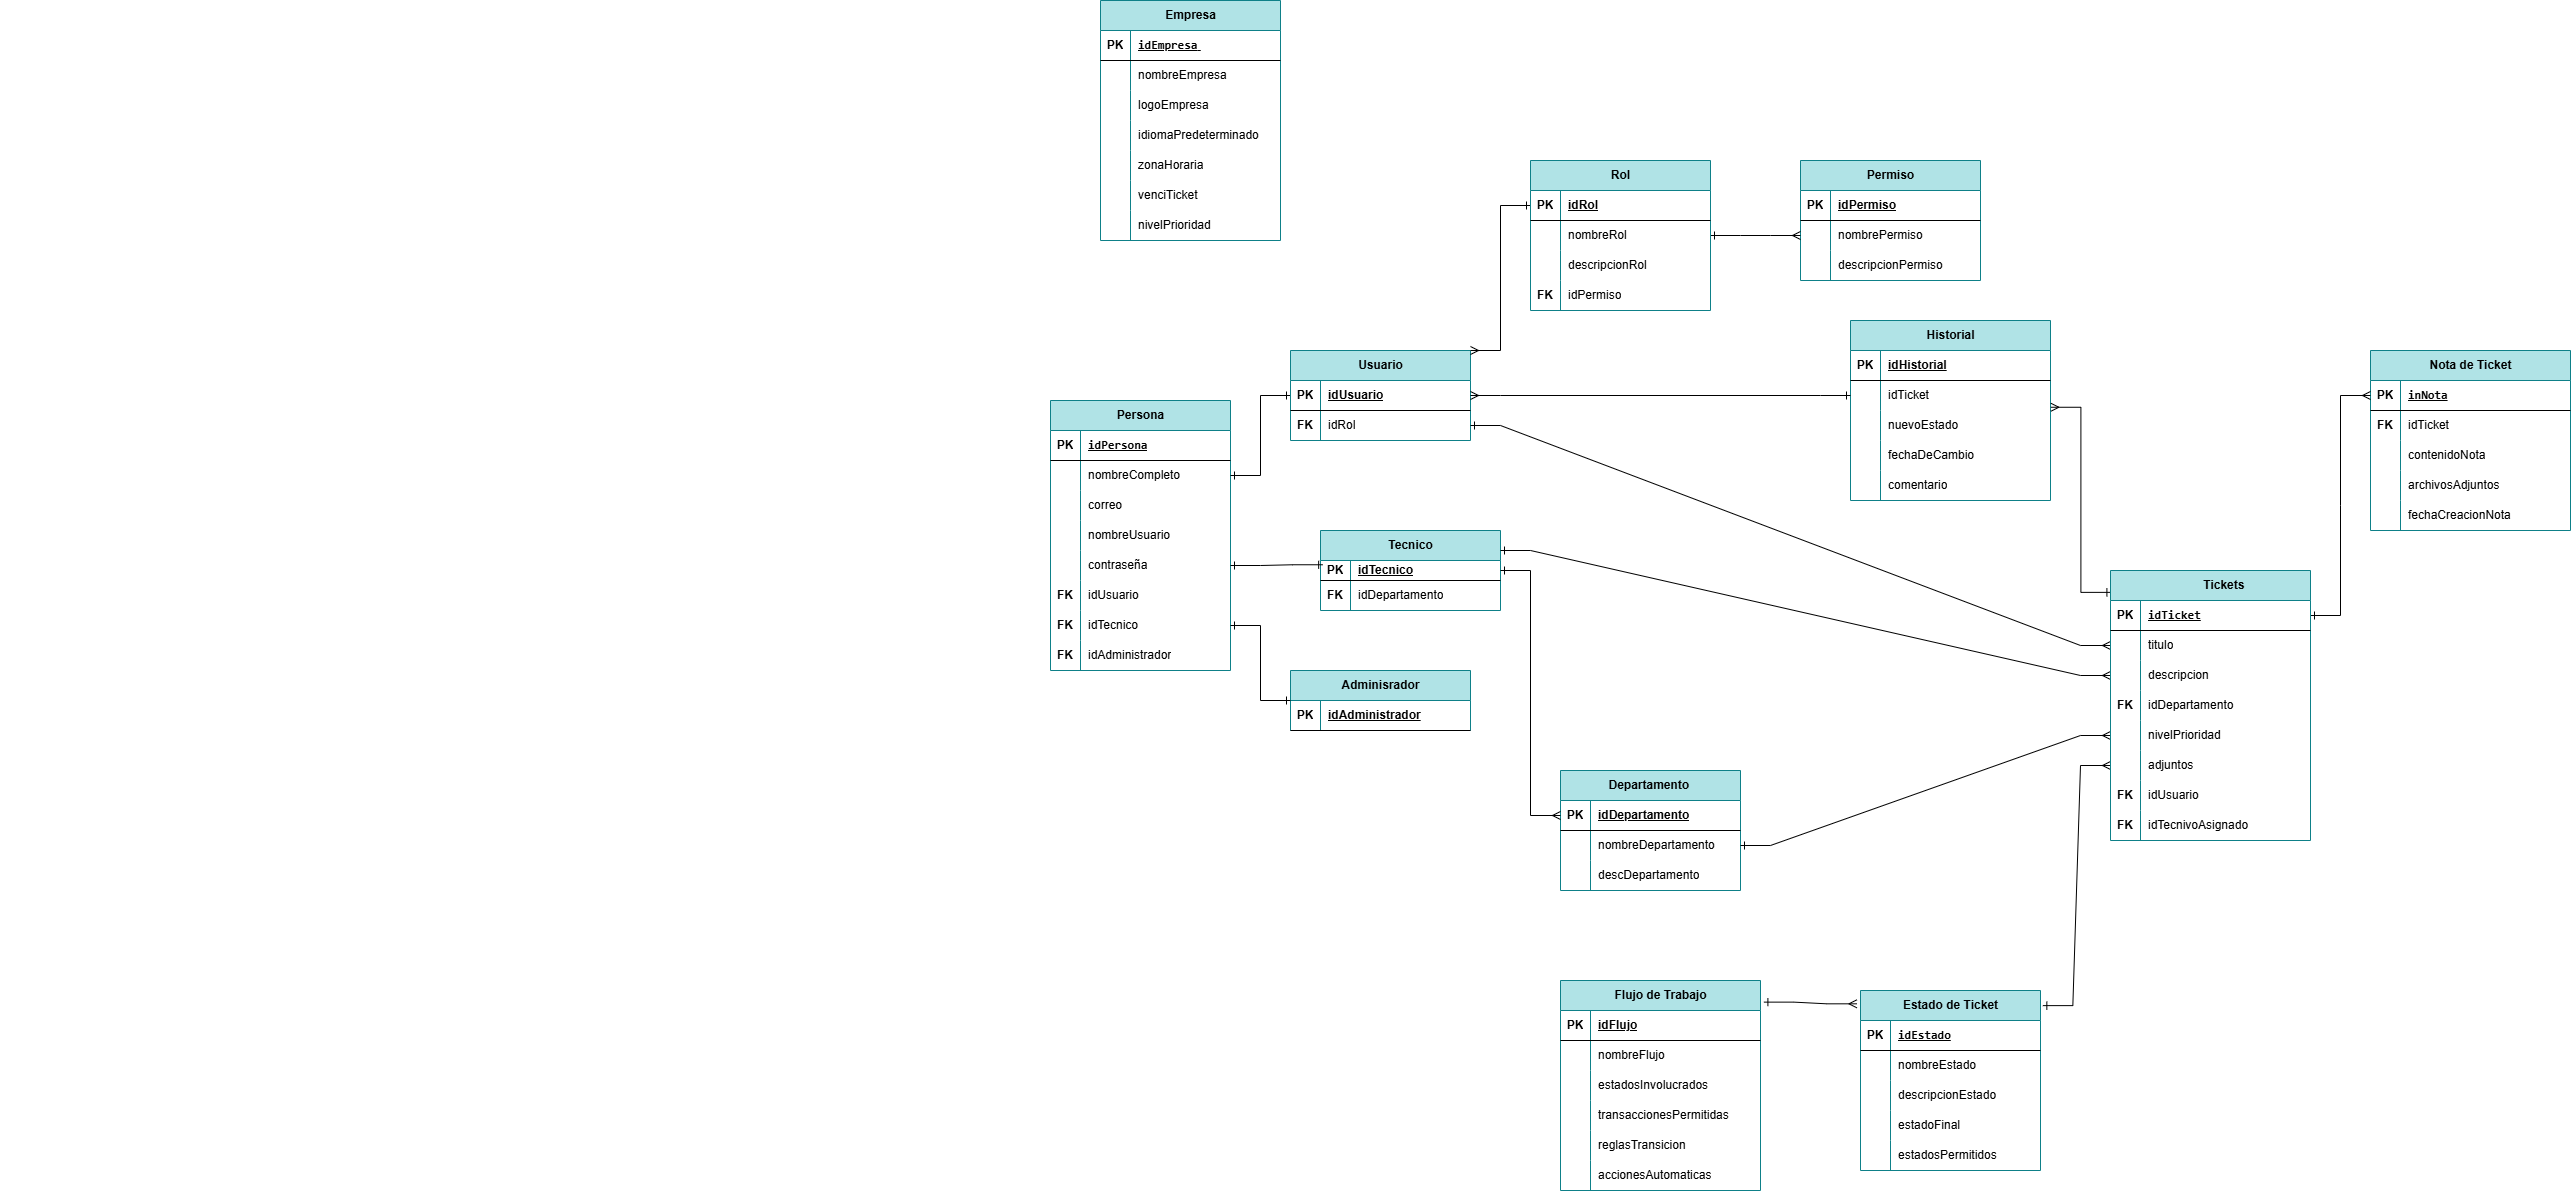 Empresa
PK idEmpresa
nombreEmpresa
logoEmpresa
idiomaPredeterminado
zonaHoraria
venciTicket
nivelPrioridad
Rol
PK idRol
nombreRol
descripcionRol
FK idPermiso
Permiso
PK idPermiso
nombrePermiso
descripcionPermiso
Historial
PK idHistorial
idTicket
nuevoEstado
fechaDeCambio
comentario
Usuario
PK idUsuario
FK idRol
Nota de Ticket
PK inNota
FK idTicket
contenidoNota
archivosAdjuntos
fechaCreacionNota
Persona
PK idPersona
nombreCompleto
correo
nombreUsuario
contraseña
FK idUsuario
FK idTecnico
FK idAdministrador
Tecnico
PK idTecnico
FK idDepartamento
Adminisrador
PK idAdministrador
Tickets
PK idTicket
titulo
descripcion
FK idDepartamento
nivelPrioridad
adjuntos
FK idUsuario
FK idTecnivoAsignado
Departamento
PK idDepartamento
nombreDepartamento
descDepartamento
Flujo de Trabajo
PK idFlujo
nombreFlujo
estadosInvolucrados
transaccionesPermitidas
reglasTransicion
accionesAutomaticas
Estado de Ticket
PK idEstado
nombreEstado
descripcionEstado
estadoFinal
estadosPermitidos